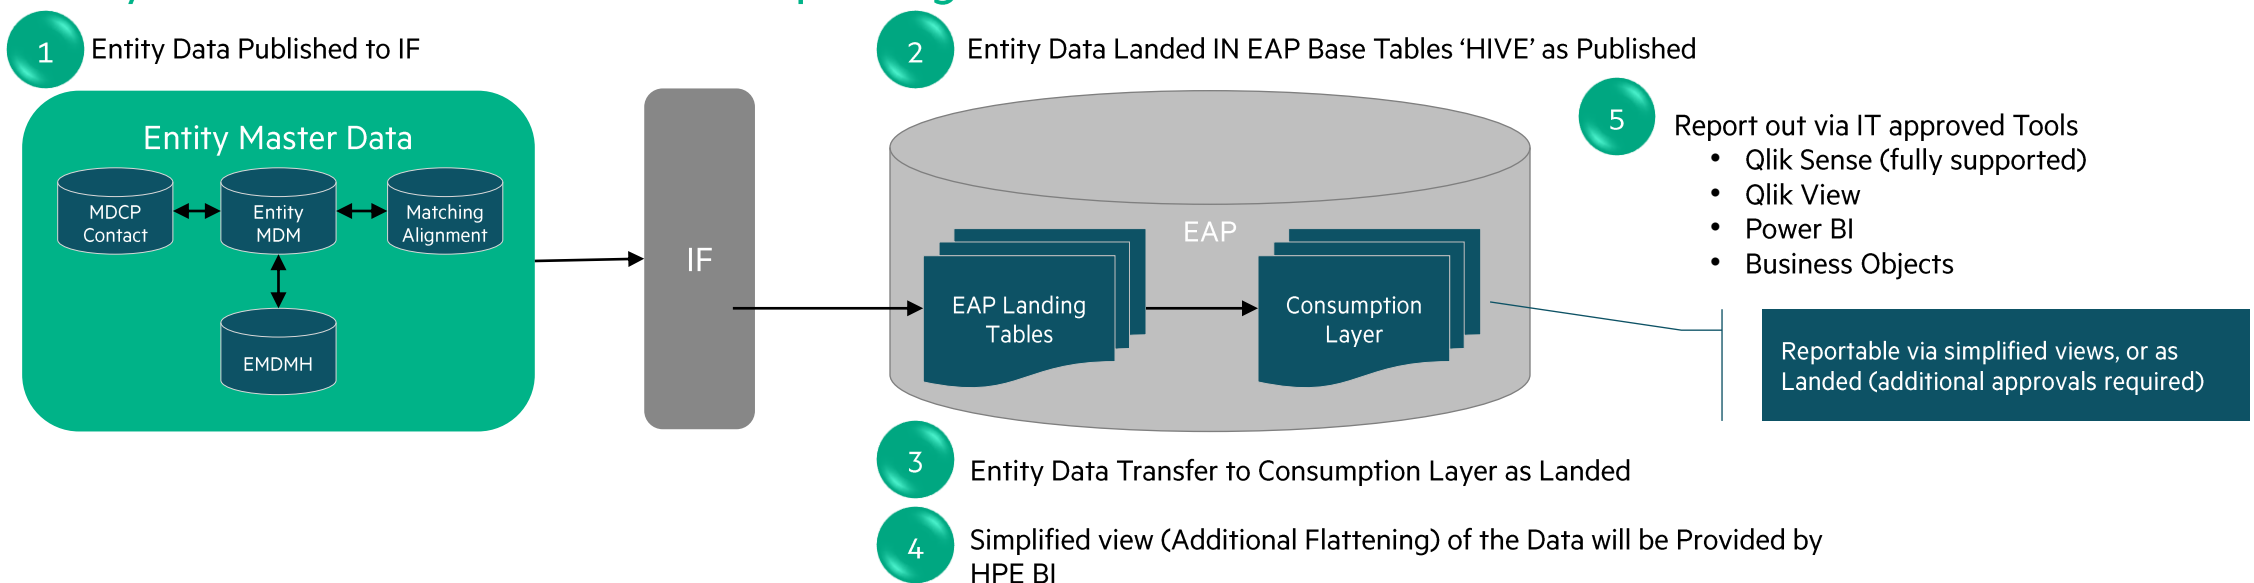 1 Entity Data Published to IF
Entity Master Data
MDCP
Contact
Entity
MDM
Matching
Alignment
EMDMH
IF
2 Entity Data Landed IN EAP Base Tables ‘HIVE’ as Published
EAP
EAP Landing
Tables
Consumption
Layer
3 Entity Data Transfer to Consumption Layer as Landed
4 Simplified view (Additional Flattening) of the Data will be Provided by
HPE BI
5 Report out via IT approved Tools
• Qlik Sense (fully supported)
• Qlik View
• Power BI
• Business Objects
Reportable via simplified views, or as
Landed (additional approvals required)